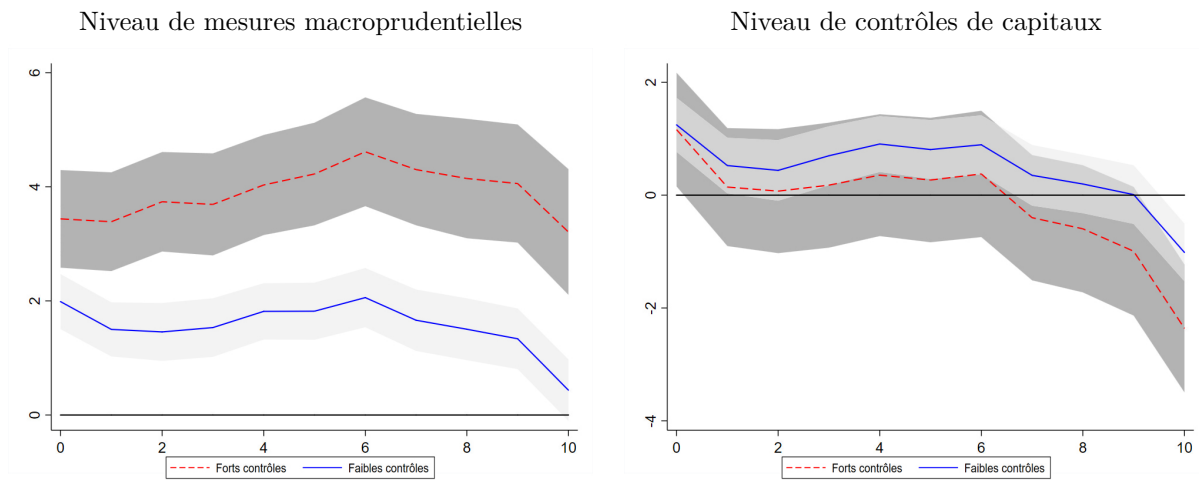 Niveau de mesures macroprudentielles
6
4
2
0
0 2 4 6 8 10
Forts contrôles Faibles contrôles
Niveau de contrôles de capitaux
2
0
-2
-4
0 2 4 6 8 10
Forts contrôles Faibles contrôles